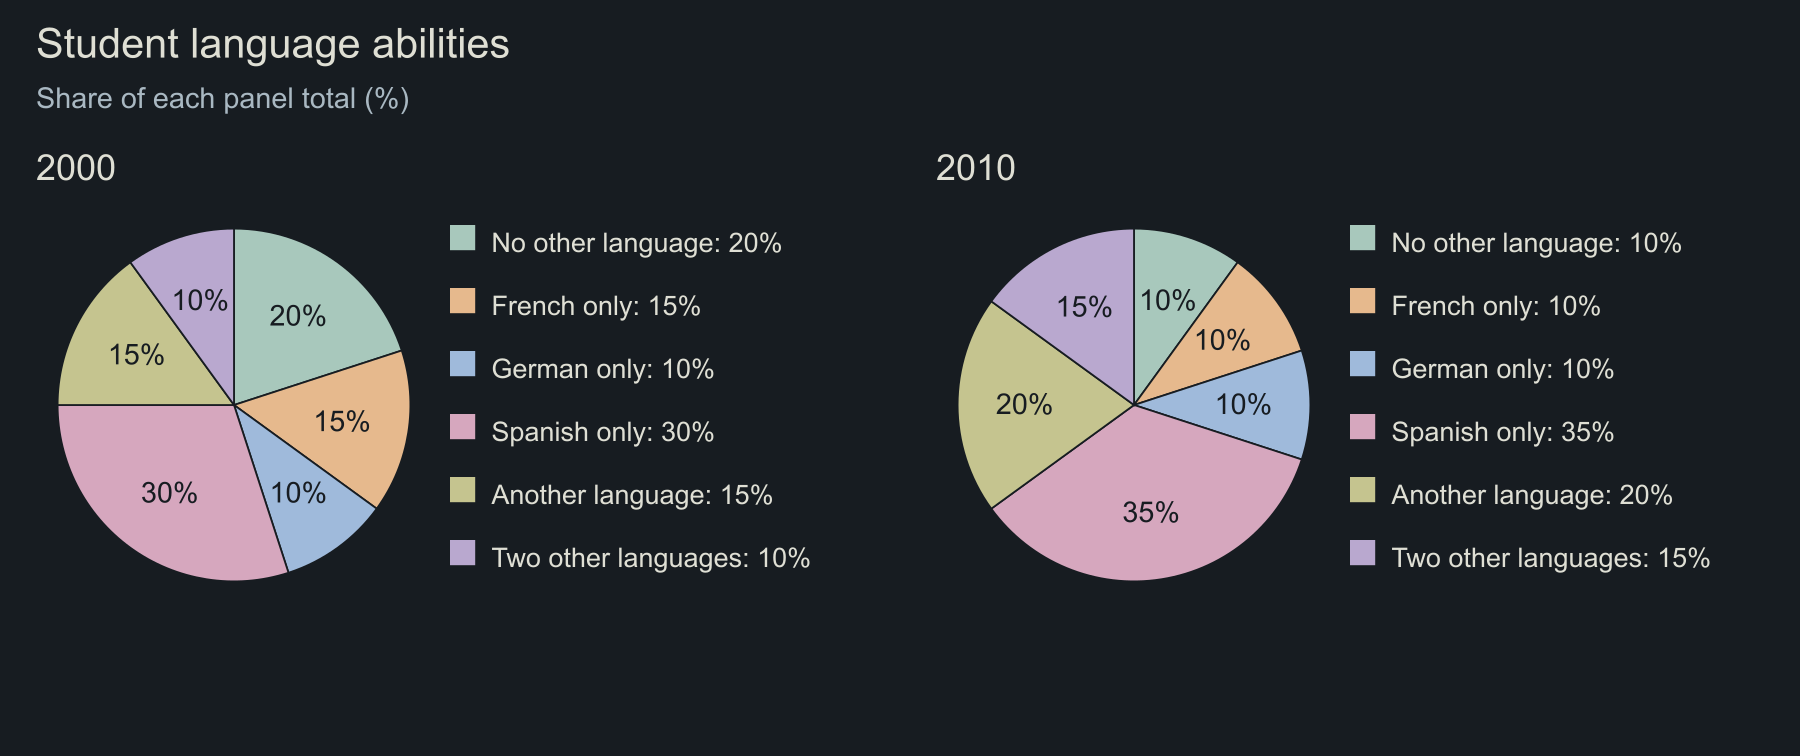 Student language abilities
Share of each panel total (%)
2000
10%
20%
15%
15%
30%
10%
No other language: 20%
French only: 15%
German only: 10%
Spanish only: 30%
Another language: 15%
Two other languages: 10%
2010
15%
10%
10%
20%
10%
35%
No other language: 10%
French only: 10%
German only: 10%
Spanish only: 35%
Another language: 20%
Two other languages: 15%